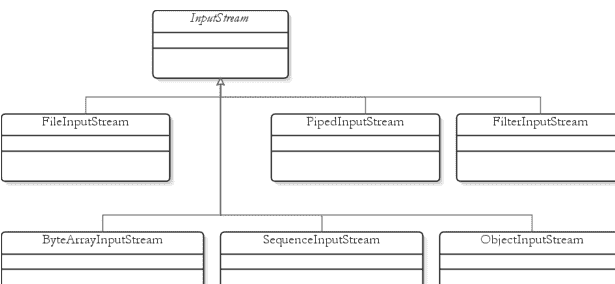 InputStream
FileInputStream
PipedInputStream
FilterInputStream
ByteArrayInputStream
SequenceInputStream
ObjectInputStream